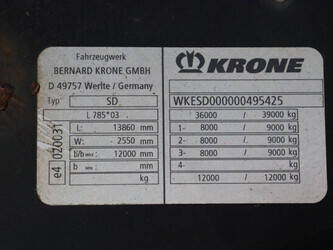 Fahrzeugwerk
BERNARD KRONE GMBH
D 49757 Werlte / Germany
Typ SD
L 785*03
L: 13860 mm
W: 2550 mm
12000 mm
b mm
kg
e4 020031
KRONE
WKESD000000495425
36000 / 39000 kg
1- 8000 / 9000 kg
2- 8000 / 9000 kg
3- 8000 / 9000 kg
4- / kg
12000 / 12000 kg